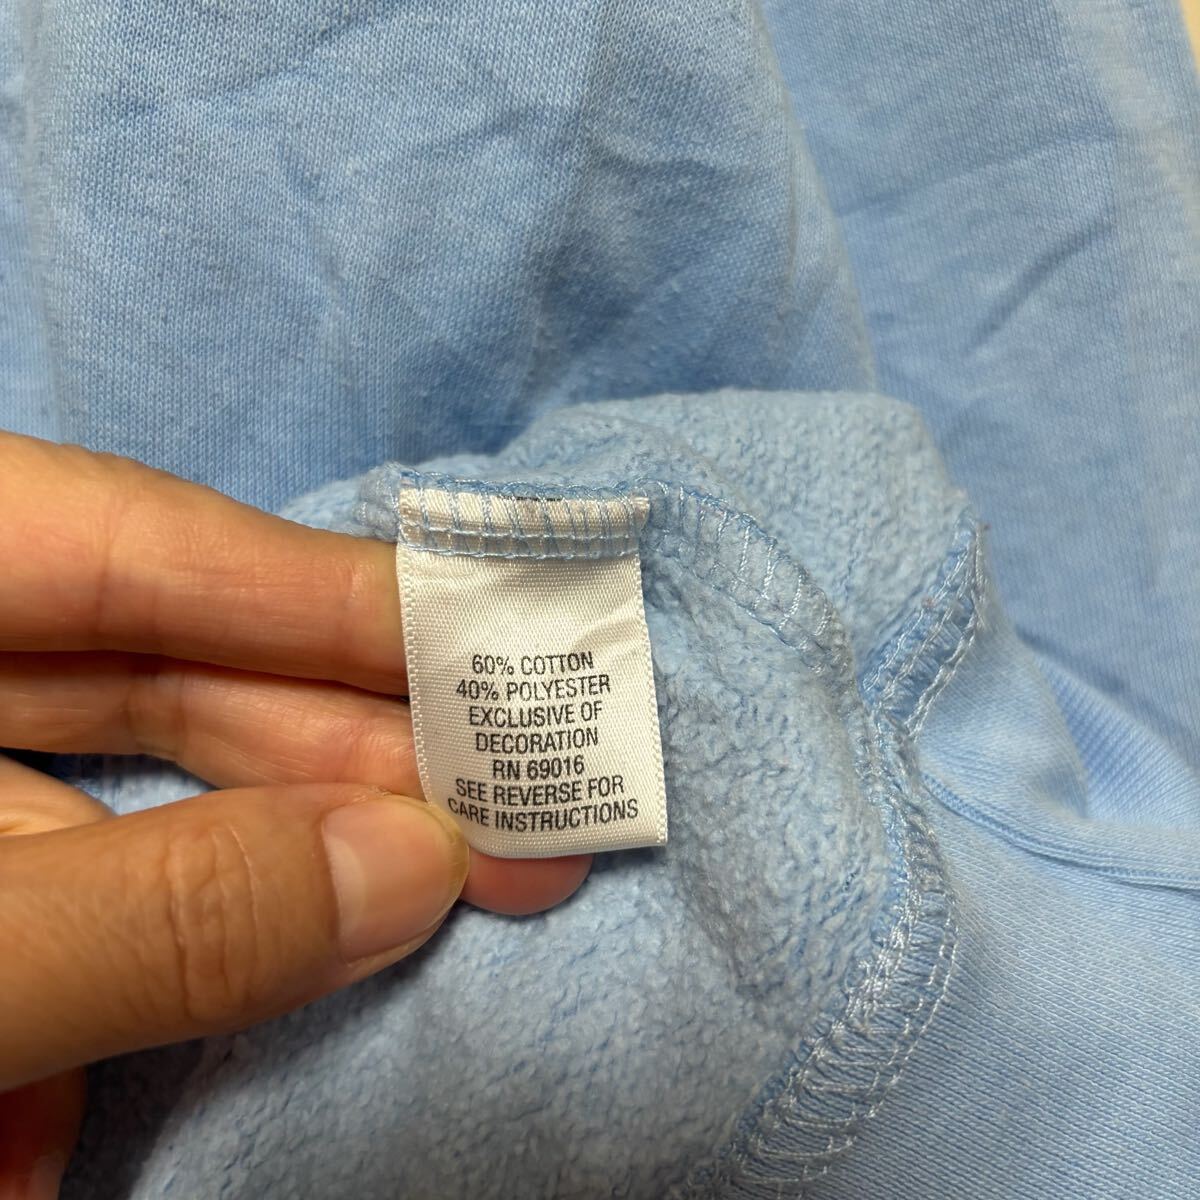 60% COTTON
40% POLYESTER
EXCLUSIVE OF
DECORATION
RN 69016
SEE REVERSE FOR
CARE INSTRUCTIONS